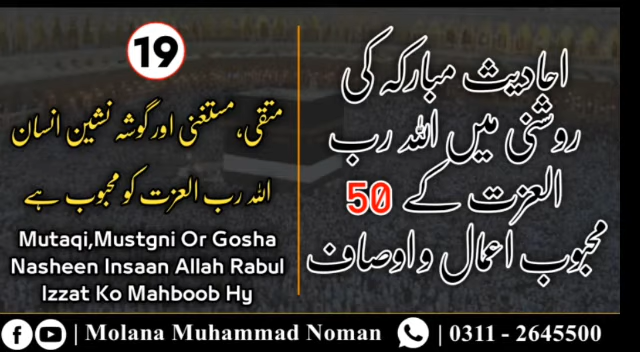 احادیث مبارکہ کی
روشنی میں اللہ رب
العزت کے 50
محبوب اعمال و اوصاف
19
متقی، مستغنی اور گوشہ نشین انسان
اللہ رب العزت کو محبوب ہے
Mutaqi,Mustgni Or Gosha
Nasheen Insaan Allah Rabul
Izzat Ko Mahboob Hy
| Molana Muhammad Noman | 0311 - 2645500